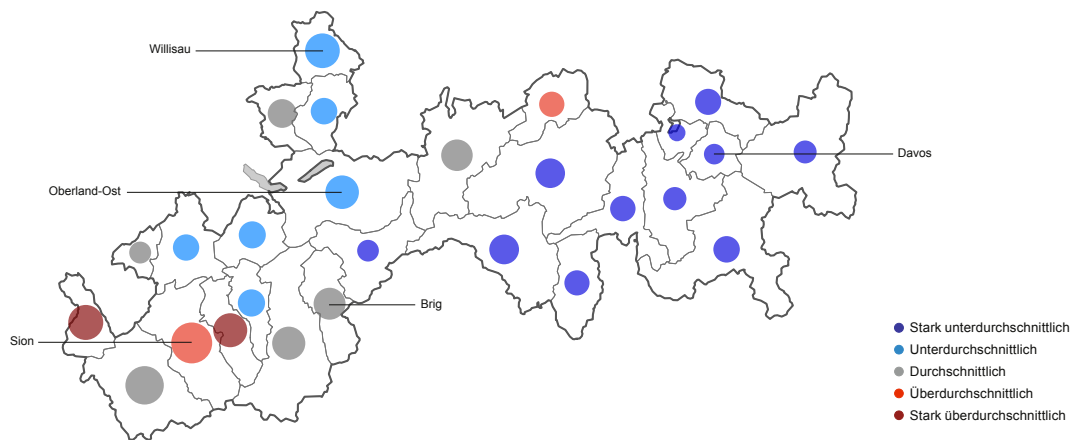 Willisau
Davos
Oberland-Ost
Brig
Sion
Stark unterdurchschnittlich
Unterdurchschnittlich
Durchschnittlich
Überdurchschnittlich
Stark überdurchschnittlich